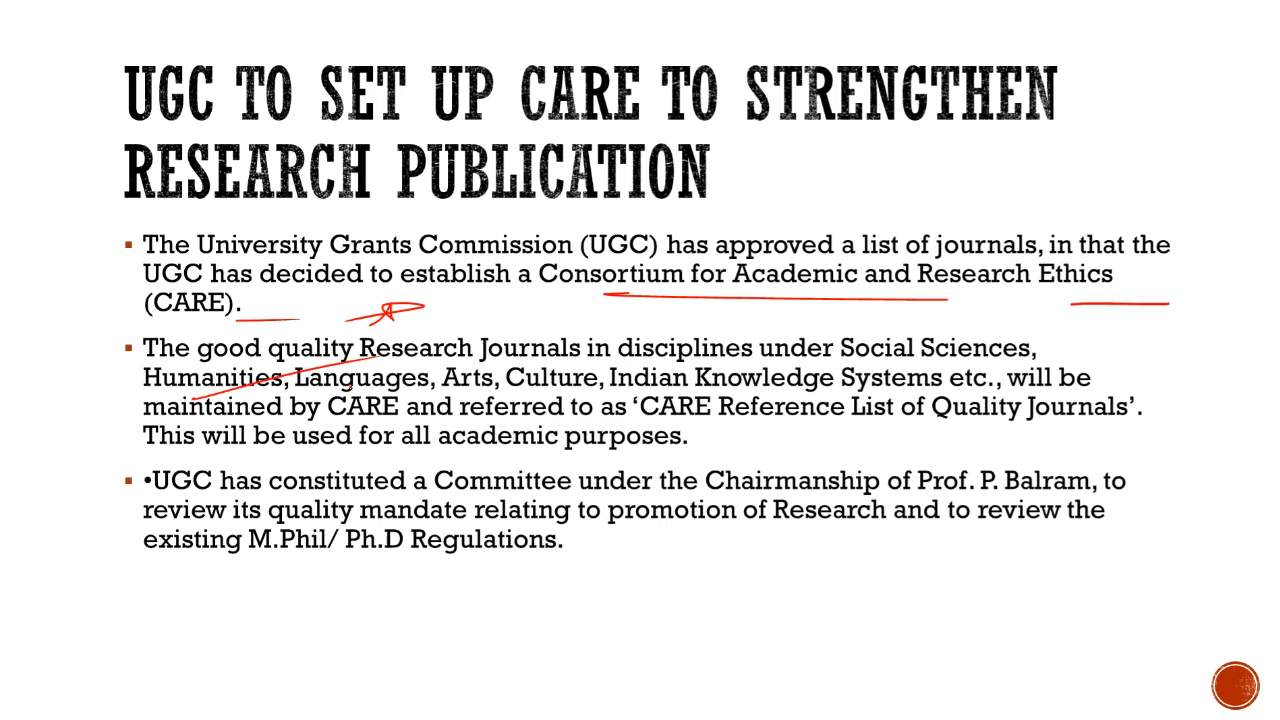 UGC TO SET UP CARE TO STRENGTHEN
RESEARCH PUBLICATION
▪ The University Grants Commission (UGC) has approved a list of journals, in that the
UGC has decided to establish a Consortium for Academic and Research Ethics
(CARE).
▪ The good quality Research Journals in disciplines under Social Sciences,
Humanities, Languages, Arts, Culture, Indian Knowledge Systems etc., will be
maintained by CARE and referred to as ‘CARE Reference List of Quality Journals’.
This will be used for all academic purposes.
▪ •UGC has constituted a Committee under the Chairmanship of Prof. P. Balram, to
review its quality mandate relating to promotion of Research and to review the
existing M.Phil/ Ph.D Regulations.